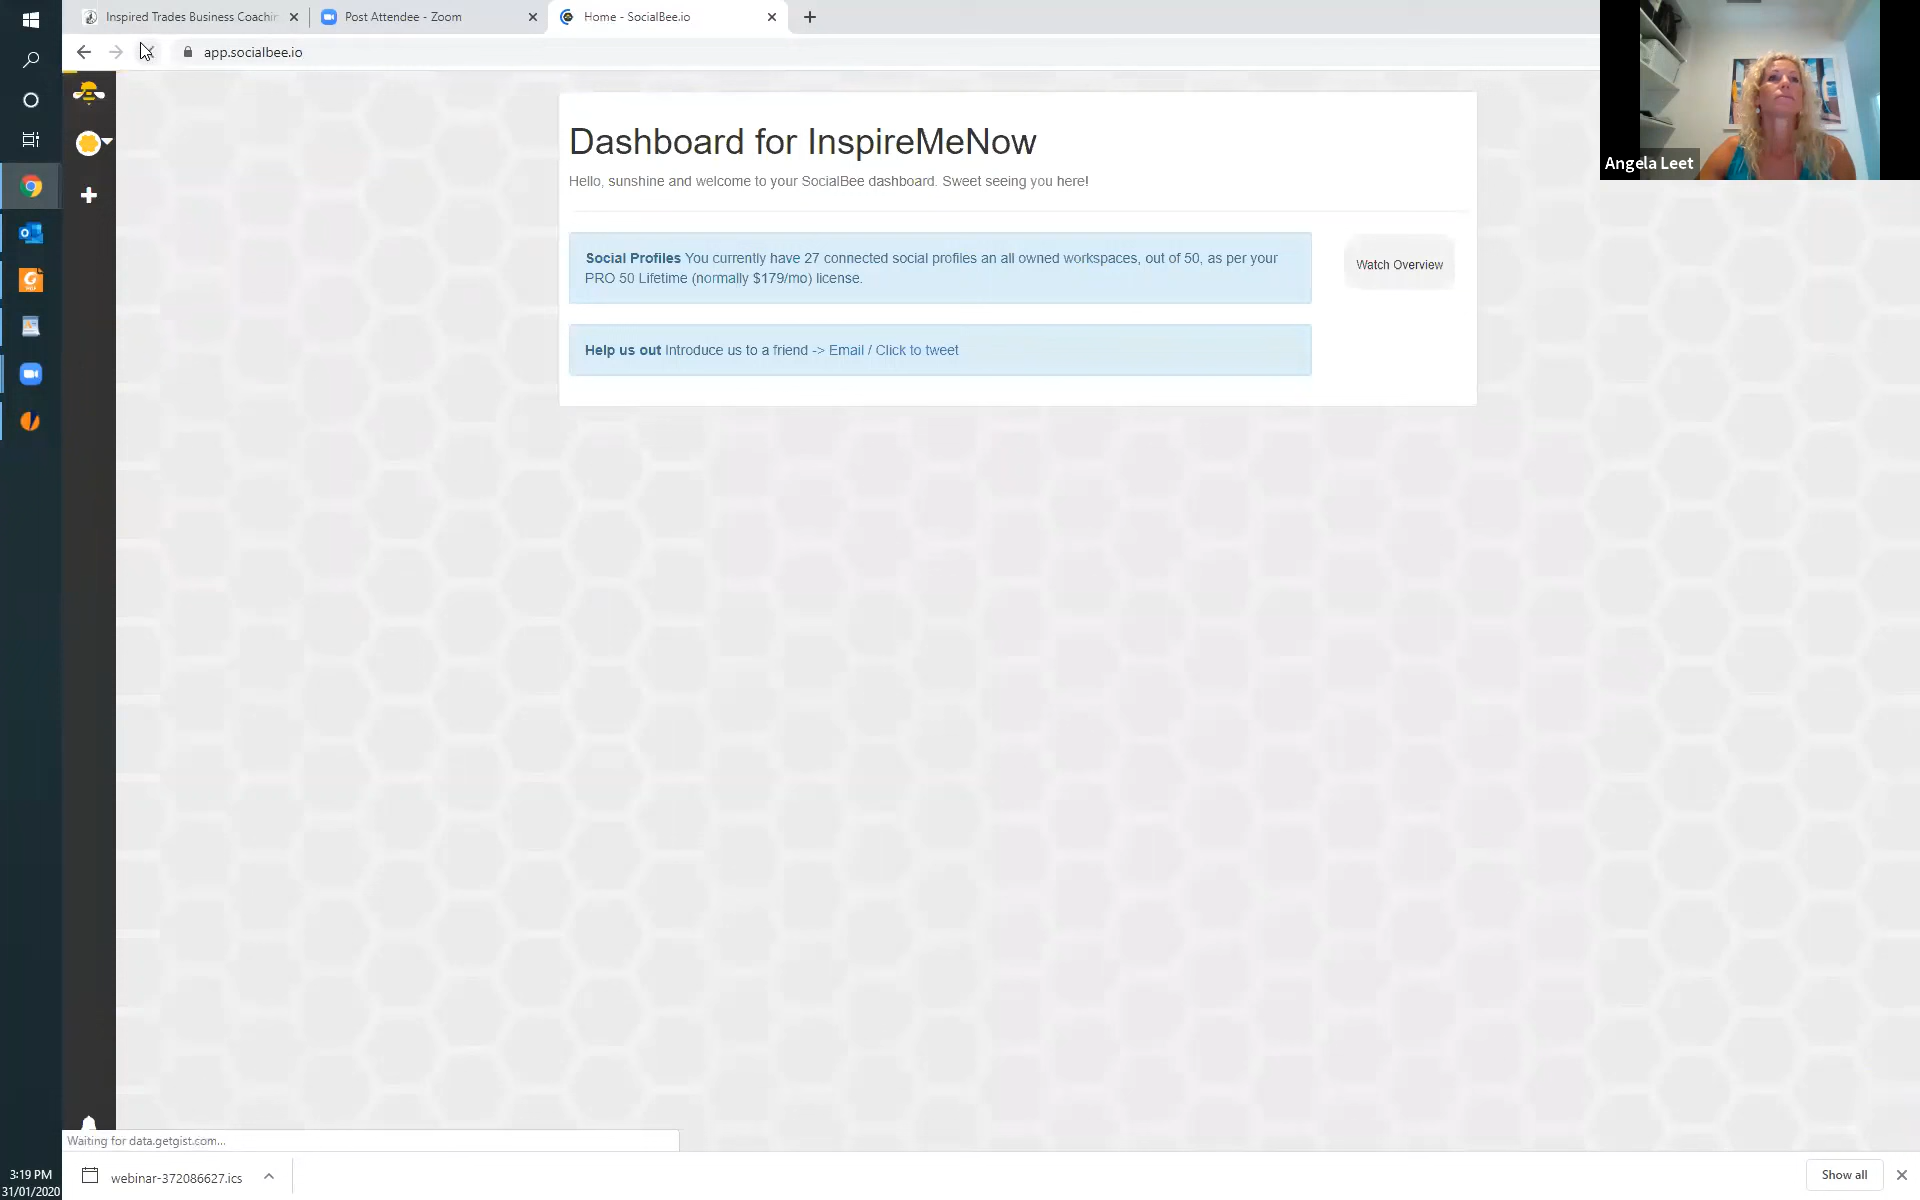 Inspired Trades Business Coachin
Post Attendee - Zoom
Home - SocialBee.io
app.socialbee.io
Angela Leet
Dashboard for InspireMeNow
Hello, sunshine and welcome to your SocialBee dashboard. Sweet seeing you here!
Social Profiles You currently have 27 connected social profiles an all owned workspaces, out of 50, as per your
PRO 50 Lifetime (normally $179/mo) license.
Watch Overview
Help us out Introduce us to a friend -> Email / Click to tweet
Waiting for data.getgist.com...
webinar-372086627.ics
Show all
3:19 PM
31/01/2020